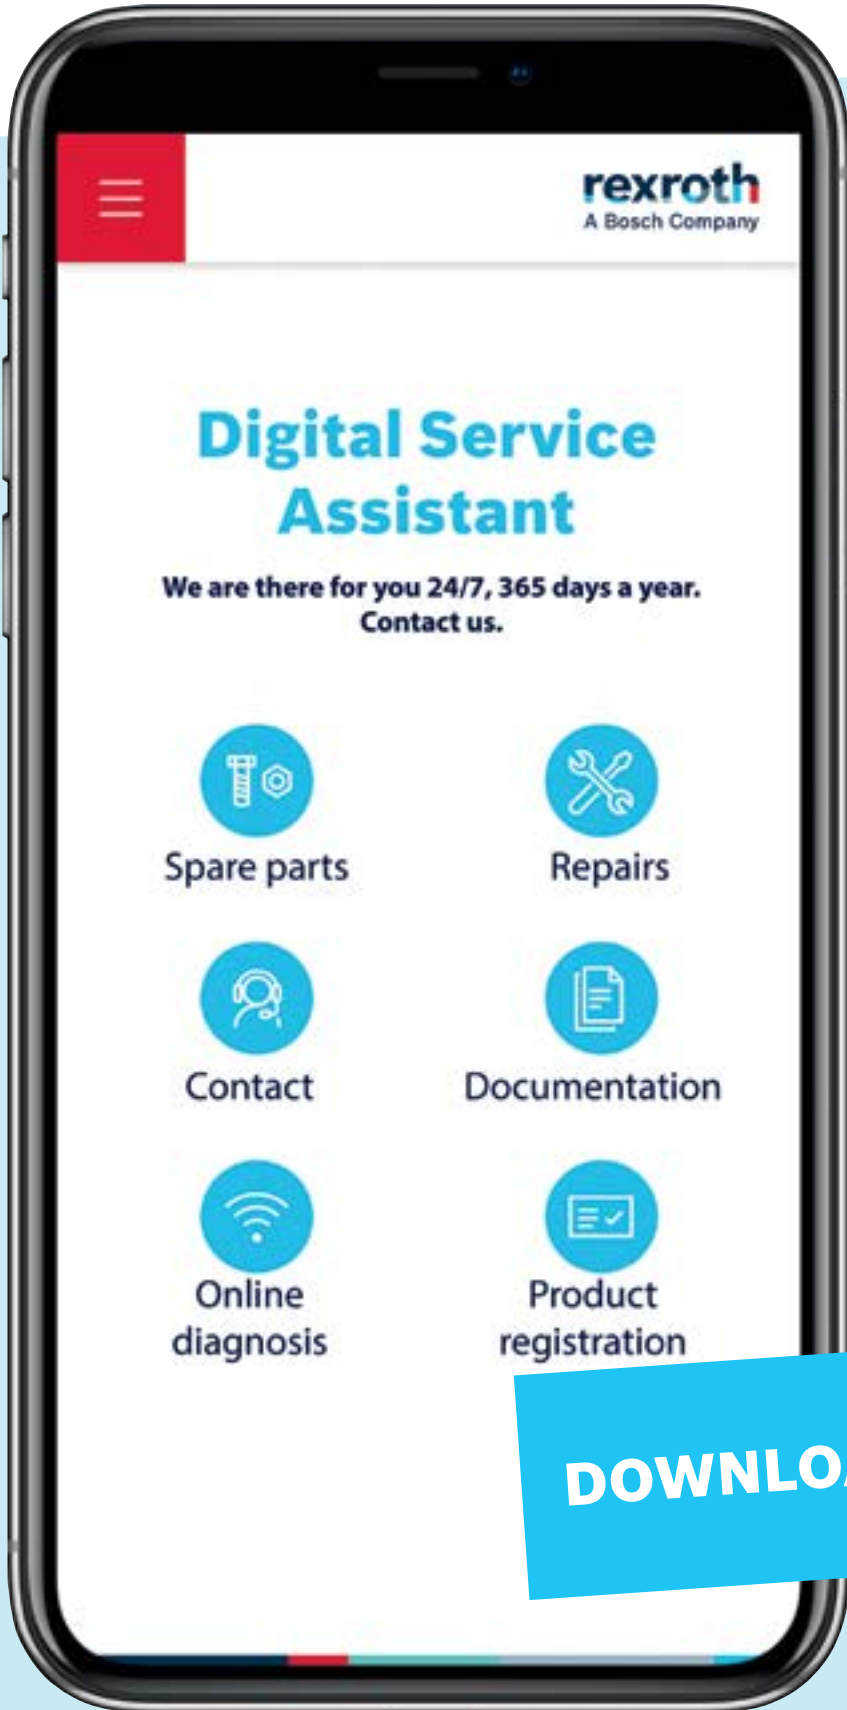 rexroth
A Bosch Company
Digital Service
Assistant
We are there for you 24/7, 365 days a year.
Contact us.
Spare parts
Repairs
Contact
Documentation
Online
diagnosis
Product
registration